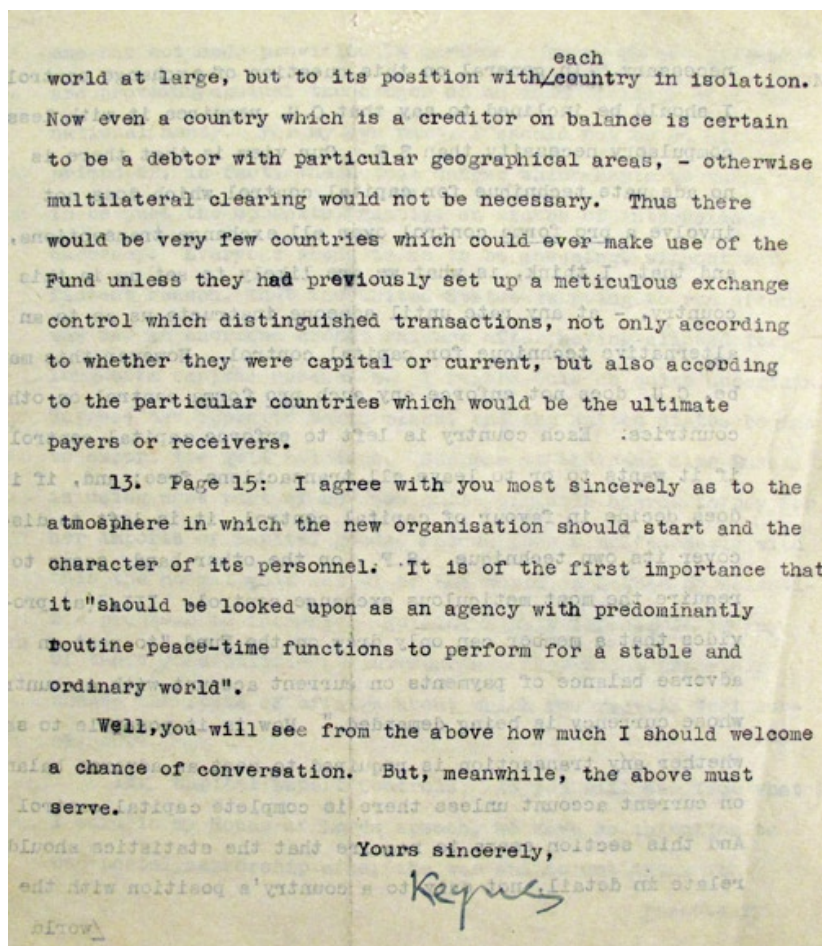 each
world at large, but to its position with/country in isolation.
Now even a country which is a creditor on balance is certain
to be a debtor with particular geographical areas, - otherwise
multilateral clearing would not be necessary.  Thus there
would be very few countries which could ever make use of the
Fund unless they had previously set up a meticulous exchange
control which distinguished transactions, not only according
to whether they were capital or current, but also according
to the particular countries which would be the ultimate
payers or receivers.
13.  Page 15:  I agree with you most sincerely as to the
atmosphere in which the new organisation should start and the
character of its personnel.  It is of the first importance that
it "should be looked upon as an agency with predominantly
routine peace-time functions to perform for a stable and
ordinary world".
Well, you will see from the above how much I should welcome
a chance of conversation.  But, meanwhile, the above must
serve.
Yours sincerely,
Keynes